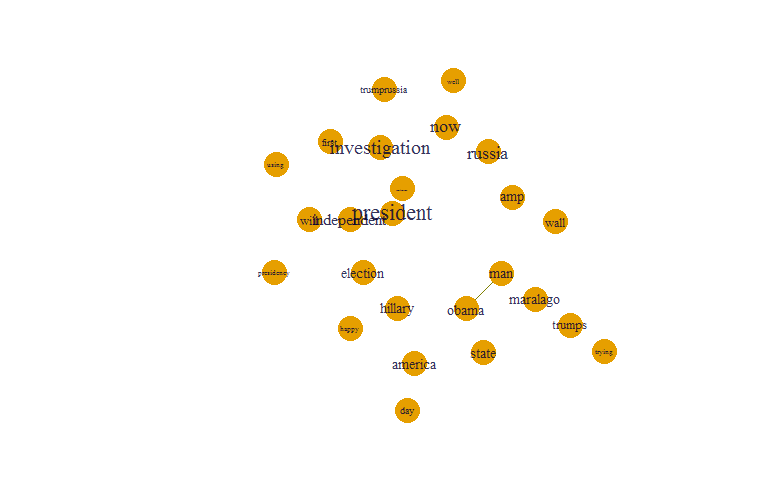 well
trumprussia
now
first
investigation
russia
using
president
amp
will
independent
wall
presidency
election
man
maralago
hillary
obama
trumps
happy
state
trying
america
day